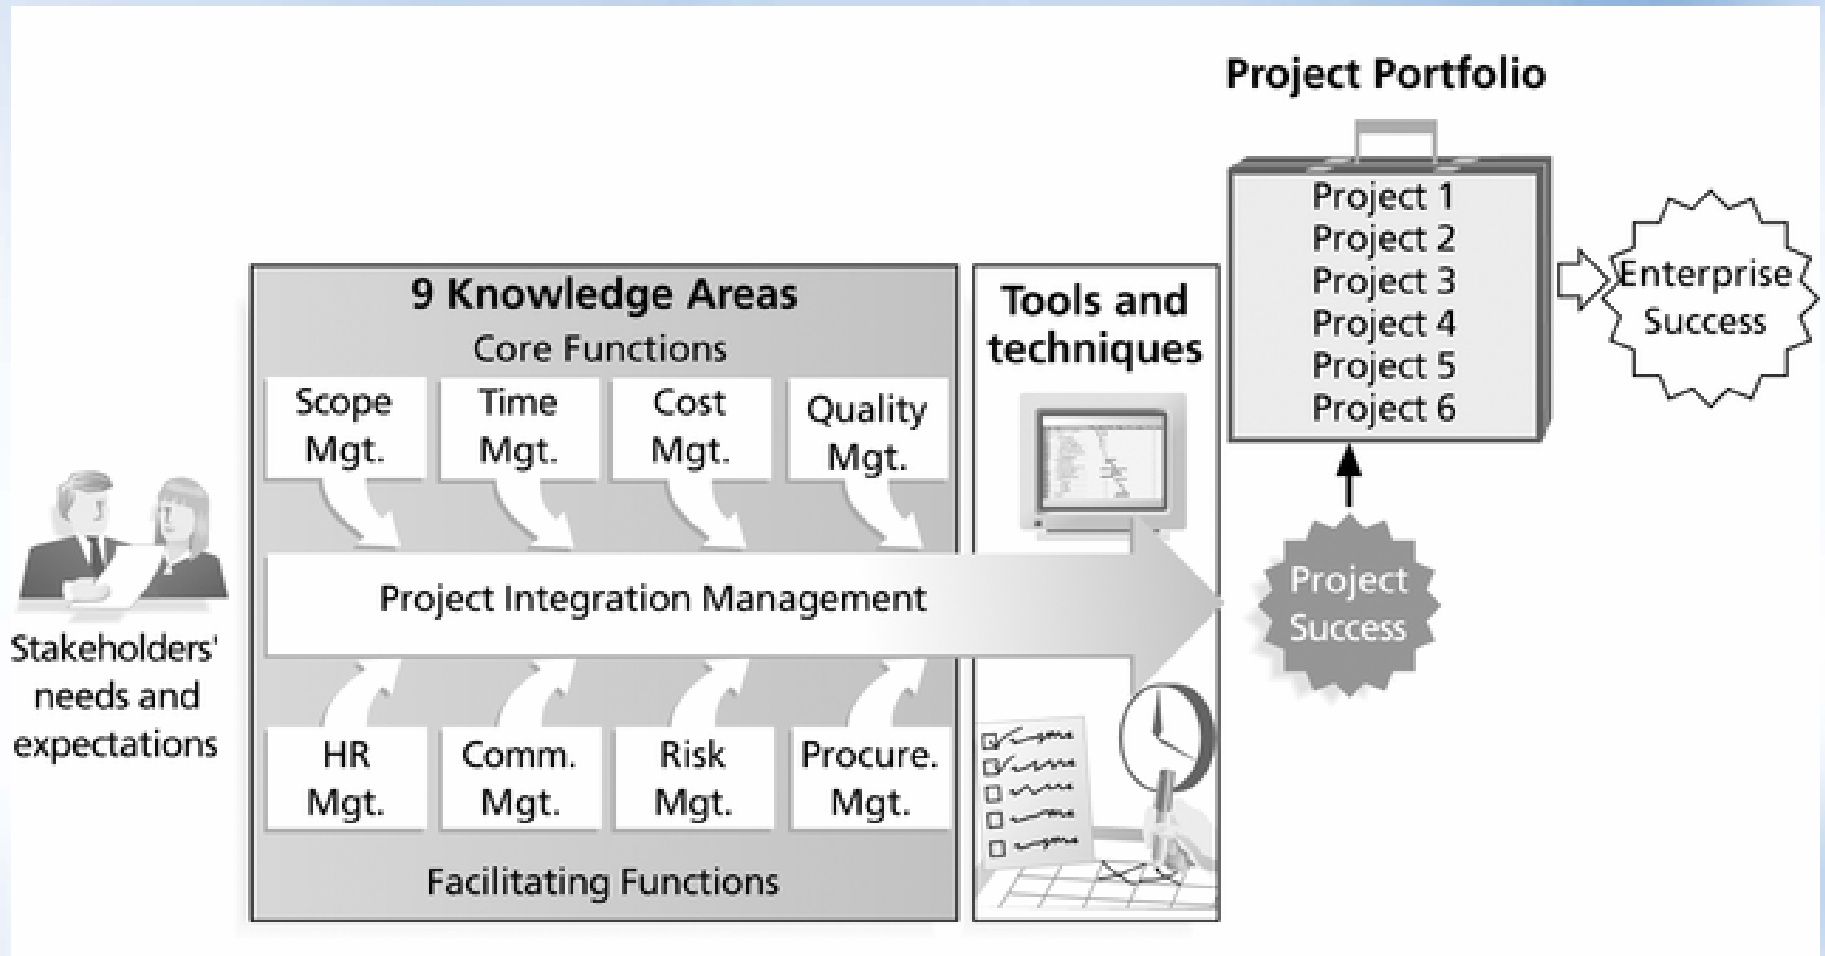 Project Portfolio
Project 1
Project 2
Project 3
Project 4
Project 5
Project 6
Enterprise
Success
9 Knowledge Areas
Core Functions
Scope
Mgt.
Time
Mgt.
Cost
Mgt.
Quality
Mgt.
Project Integration Management
HR
Mgt.
Comm.
Mgt.
Risk
Mgt.
Procure.
Mgt.
Facilitating Functions
Tools and
techniques
Project
Success
Stakeholders'
needs and
expectations